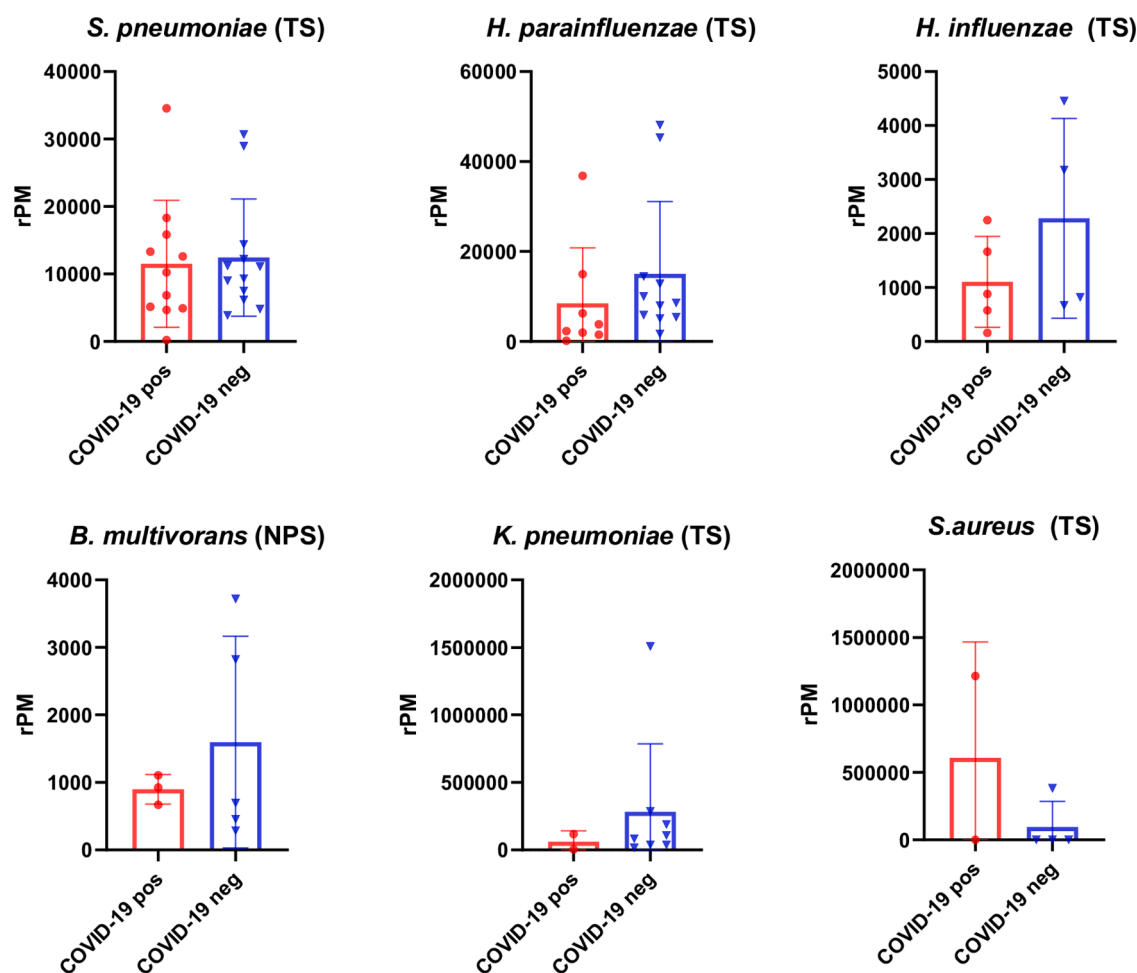 S. pneumoniae (TS)
40000
30000
20000
10000
0
rPM
COVID-19 pos
COVID-19 neg
H. parainfluenzae (TS)
60000
40000
20000
0
rPM
COVID-19 pos
COVID-19 neg
H. influenzae (TS)
5000
4000
3000
2000
1000
0
rPM
COVID-19 pos
COVID-19 neg
B. multivorans (NPS)
4000
3000
2000
1000
0
rPM
COVID-19 pos
COVID-19 neg
K. pneumoniae (TS)
2000000
1500000
1000000
500000
0
rPM
COVID-19 pos
COVID-19 neg
S.aureus (TS)
2000000
1500000
1000000
500000
0
rPM
COVID-19 pos
COVID-19 neg